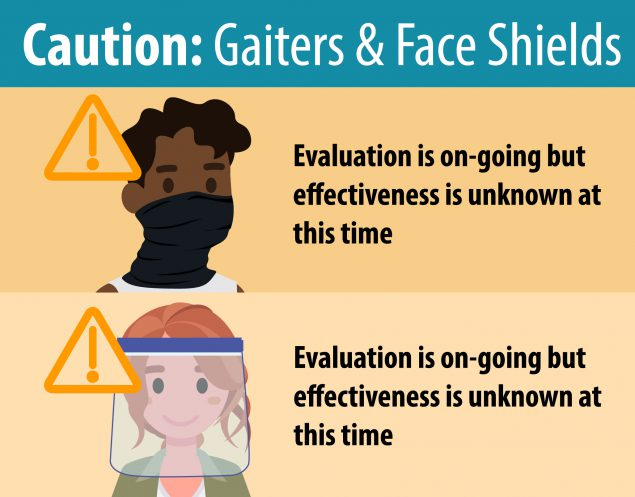 Caution: Gaiters & Face Shields
Evaluation is on-going but
effectiveness is unknown at
this time
Evaluation is on-going but
effectiveness is unknown at
this time